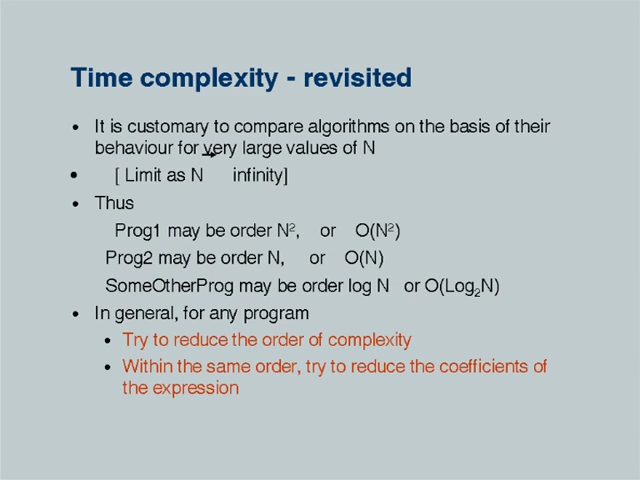 Time complexity - revisited
• It is customary to compare algorithms on the basis of their
behaviour for very large values of N
• [ Limit as N → infinity]
• Thus
Prog1 may be order N², or O(N²)
Prog2 may be order N, or O(N)
SomeOtherProg may be order log N or O(Log₂N)
• In general, for any program
• Try to reduce the order of complexity
• Within the same order, try to reduce the coefficients of
the expression